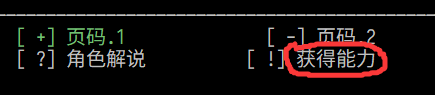 [ +] 页码.1 [ -] 页码.2
[ ?] 角色解说 [ !] 获得能力